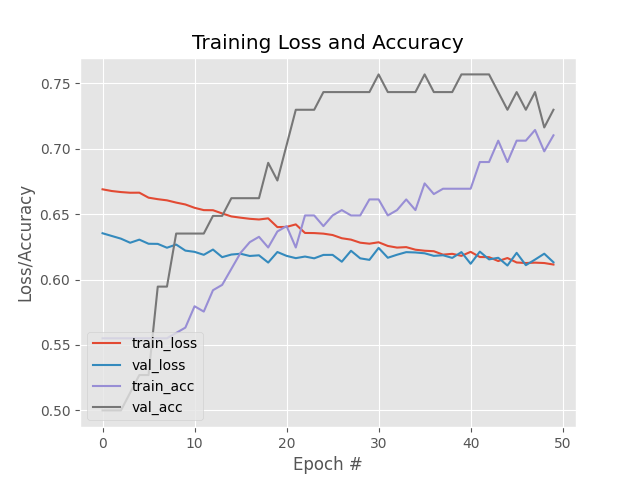 Training Loss and Accuracy
Loss/Accuracy
0.75
0.70
0.65
0.60
0.55
0.50
train_loss
val_loss
train_acc
val_acc
0 10 20 30 40 50
Epoch #